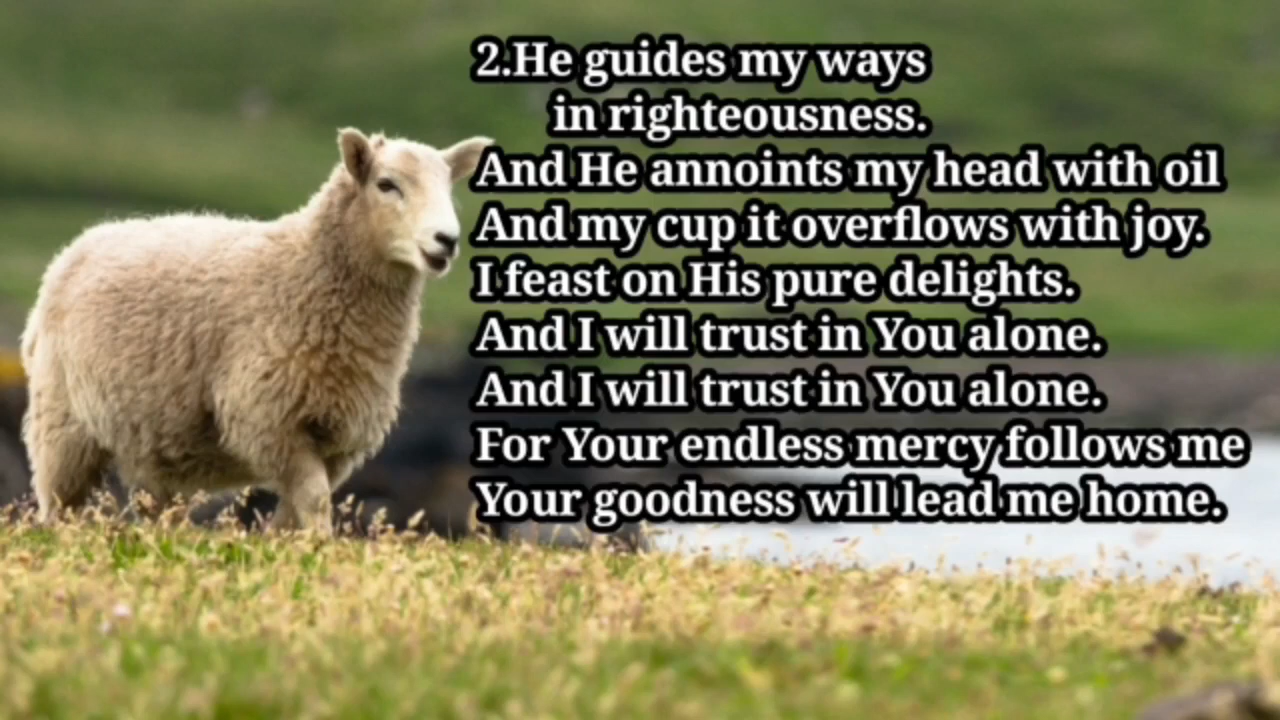 2.He guides my ways
in righteousness.
And He annoints my head with oil
And my cup it overflows with joy.
I feast on His pure delights.
And I will trust in You alone.
And I will trust in You alone.
For Your endless mercy follows me
Your goodness will lead me home.